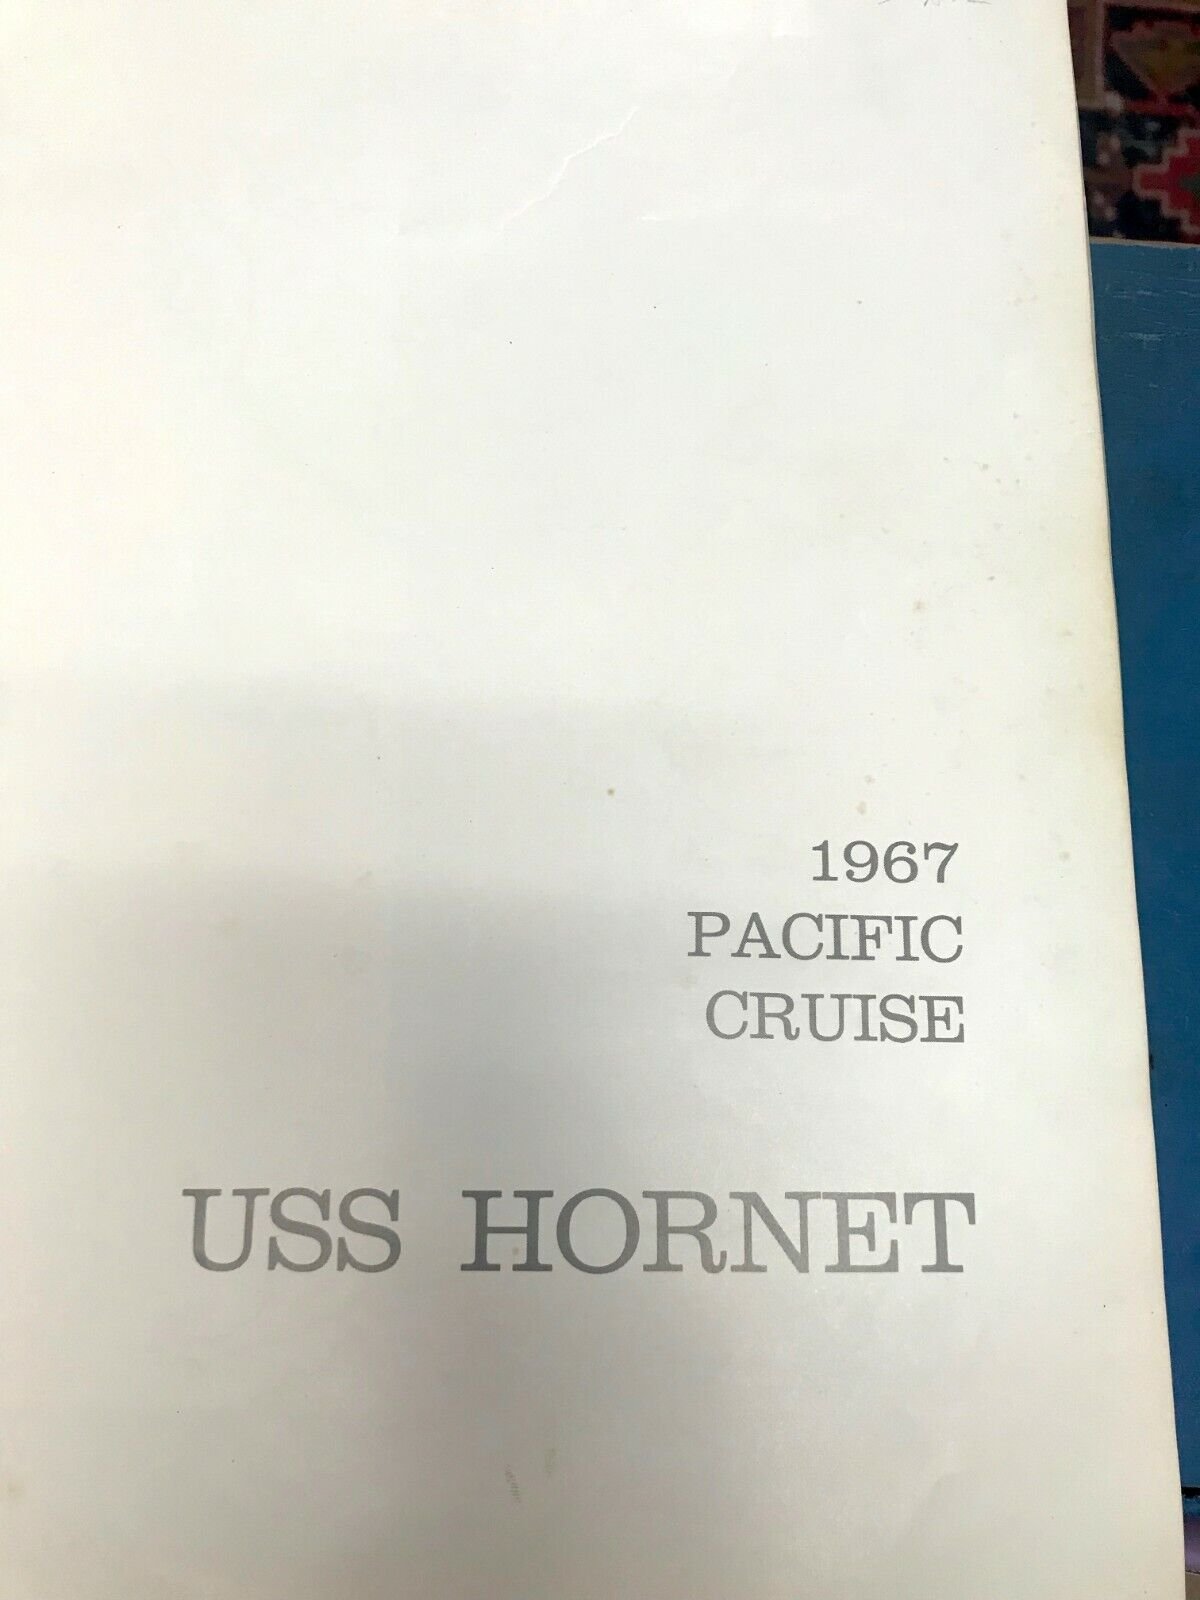 1967
PACIFIC
CRUISE
USS HORNET